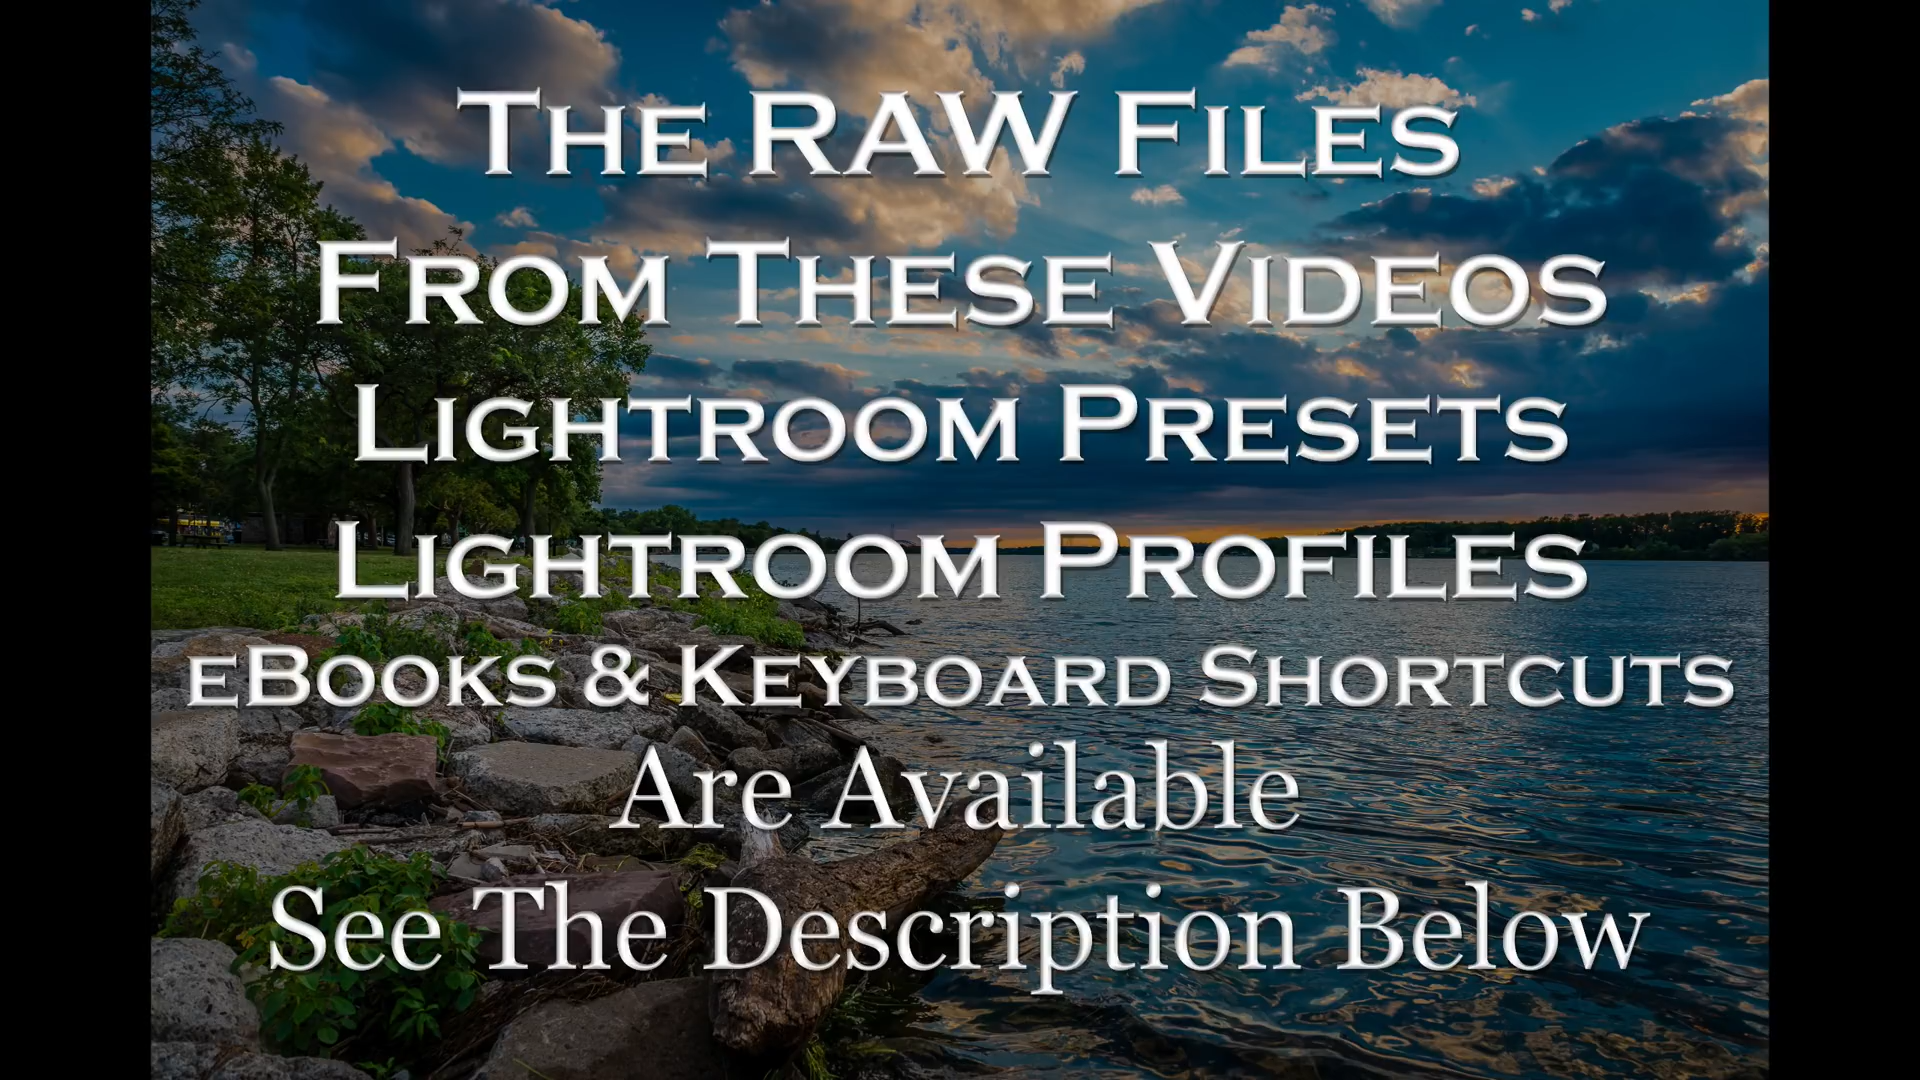 The RAW Files
From These Videos
Lightroom Presets
Lightroom Profiles
eBooks & Keyboard Shortcuts
Are Available
See The Description Below